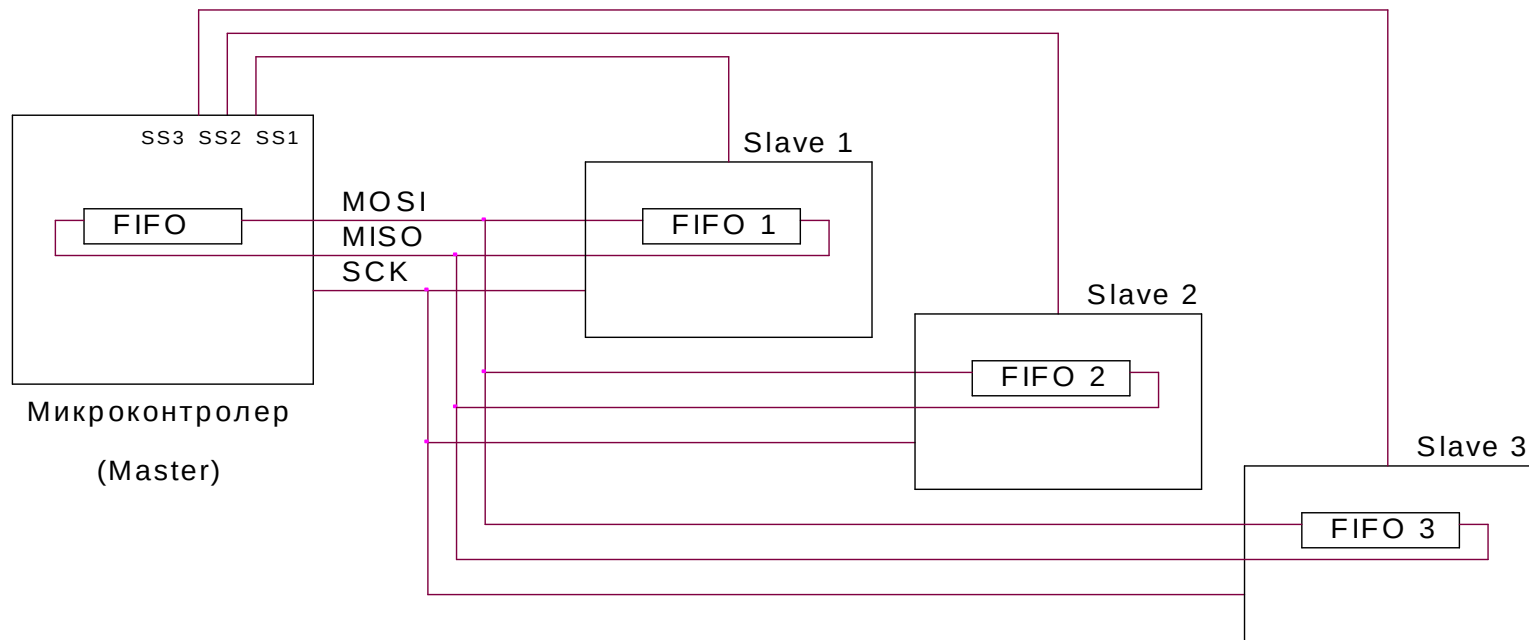 SS3 SS2 SS1
Slave 1
MOSI
FIFO
FIFO 1
MISO
SCK
Slave 2
FIFO 2
Микроконтролер
(Master)
Slave 3
FIFO 3